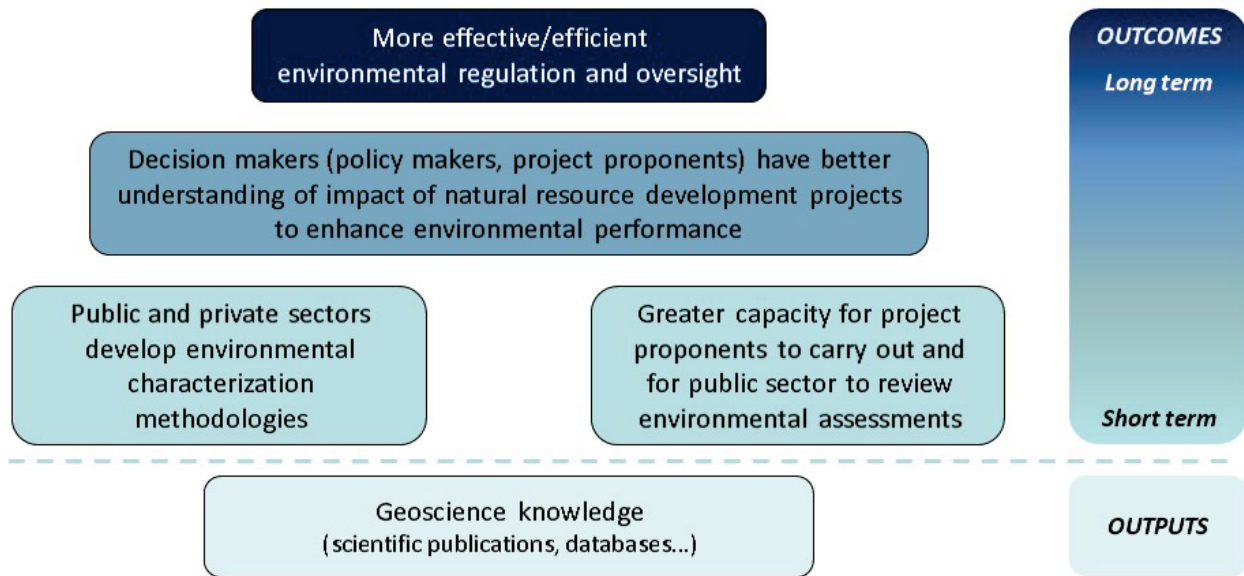 More effective/efficient
environmental regulation and oversight
OUTCOMES
Long term
Decision makers (policy makers, project proponents) have better
understanding of impact of natural resource development projects
to enhance environmental performance
Public and private sectors
develop environmental
characterization
methodologies
Greater capacity for project
proponents to carry out and
for public sector to review
environmental assessments
Short term
Geoscience knowledge
(scientific publications, databases...)
OUTPUTS